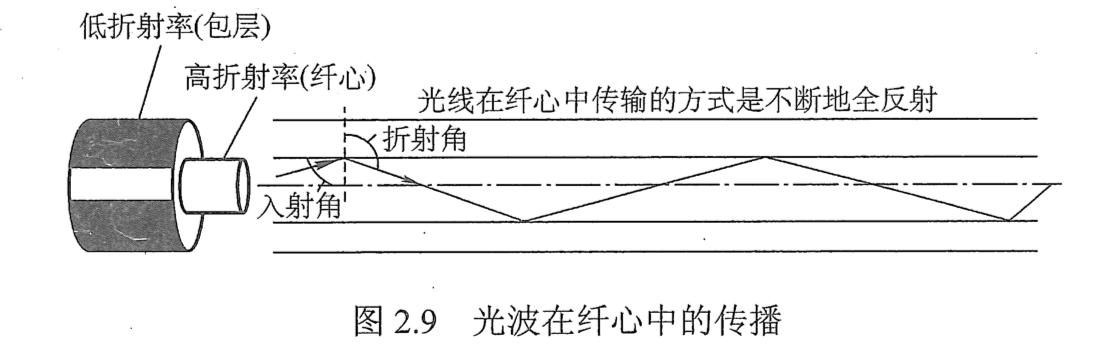 低折射率(包层)
高折射率(纤心)
光线在纤心中传输的方式是不断地全反射
折射角
入射角
图 2.9 光波在纤心中的传播